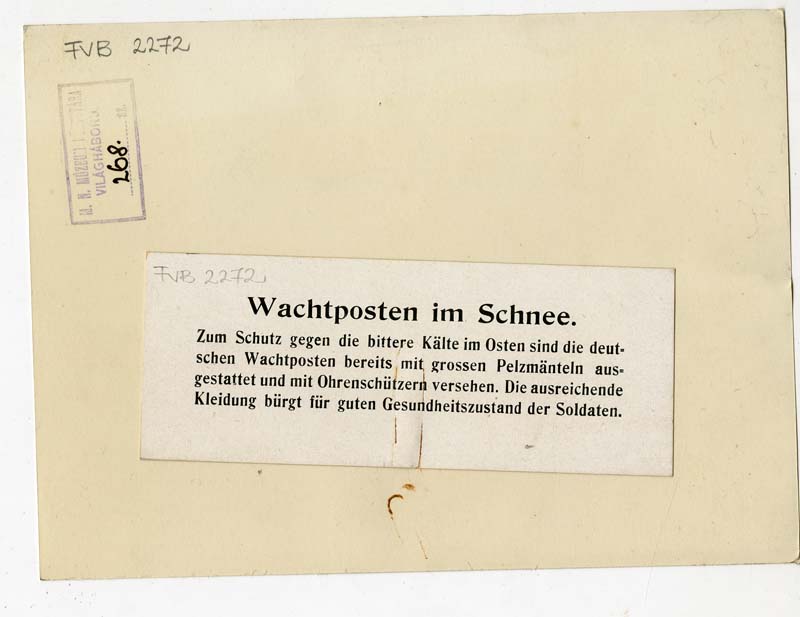 FVB 2272
M. N. MÚZEUM
VILÁGHÁBORÚ
268.
FVB 2272
Wachtposten im Schnee.
Zum Schutz gegen die bittere Kälte im Osten sind die deut-
schen Wachtposten bereits mit grossen Pelzmänteln aus-
gestattet und mit Ohrenschützern versehen. Die ausreichende
Kleidung bürgt für guten Gesundheitszustand der Soldaten.